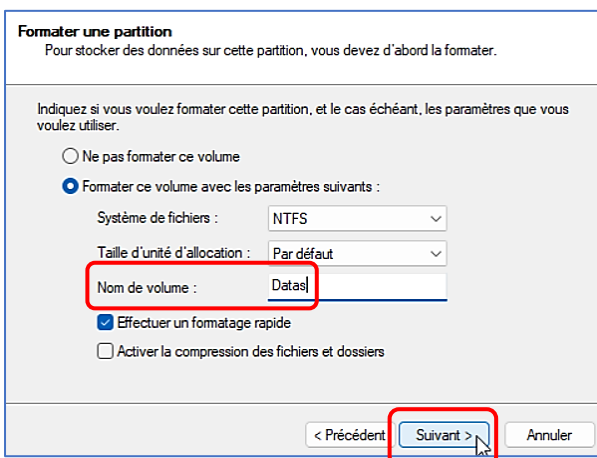 Formater une partition
Pour stocker des données sur cette partition, vous devez d'abord la formater.
Indiquez si vous voulez formater cette partition, et le cas échéant, les paramètres que vous
voulez utiliser.
Ne pas formater ce volume
Formater ce volume avec les paramètres suivants :
Système de fichiers : NTFS
Taille d'unité d'allocation : Par défaut
Nom de volume : Datas
Effectuer un formatage rapide
Activer la compression des fichiers et dossiers
< Précédent Suivant > Annuler